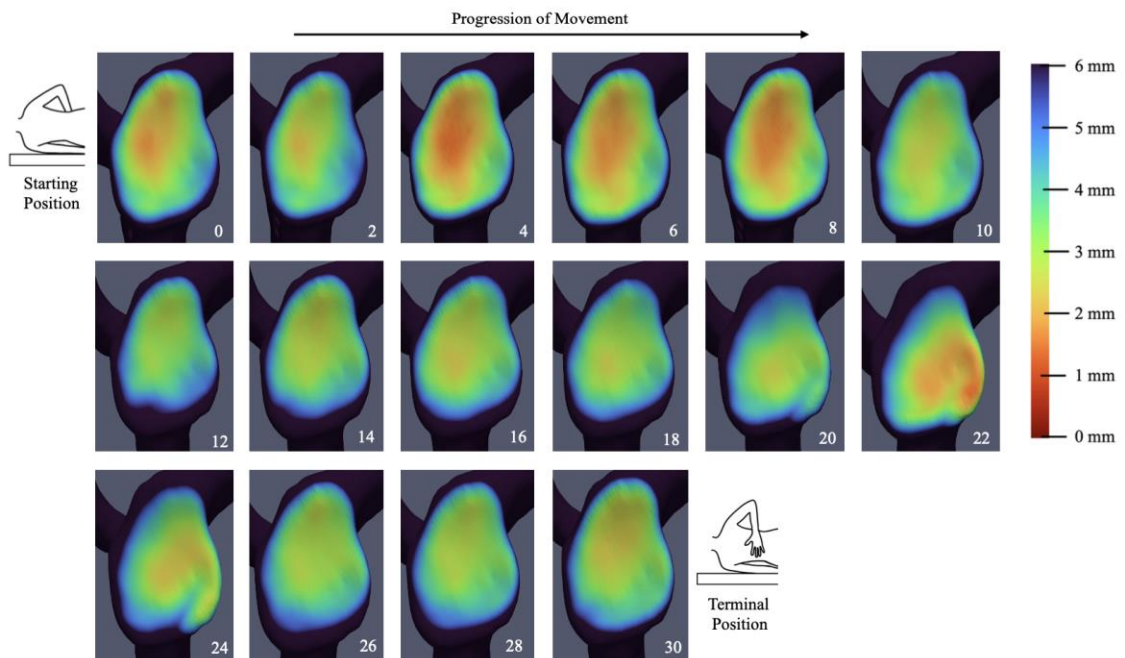 Progression of Movement
Starting
Position
0
2
4
6
8
10
6 mm
5 mm
4 mm
3 mm
2 mm
1 mm
0 mm
12
14
16
18
20
22
24
26
28
30
Terminal
Position